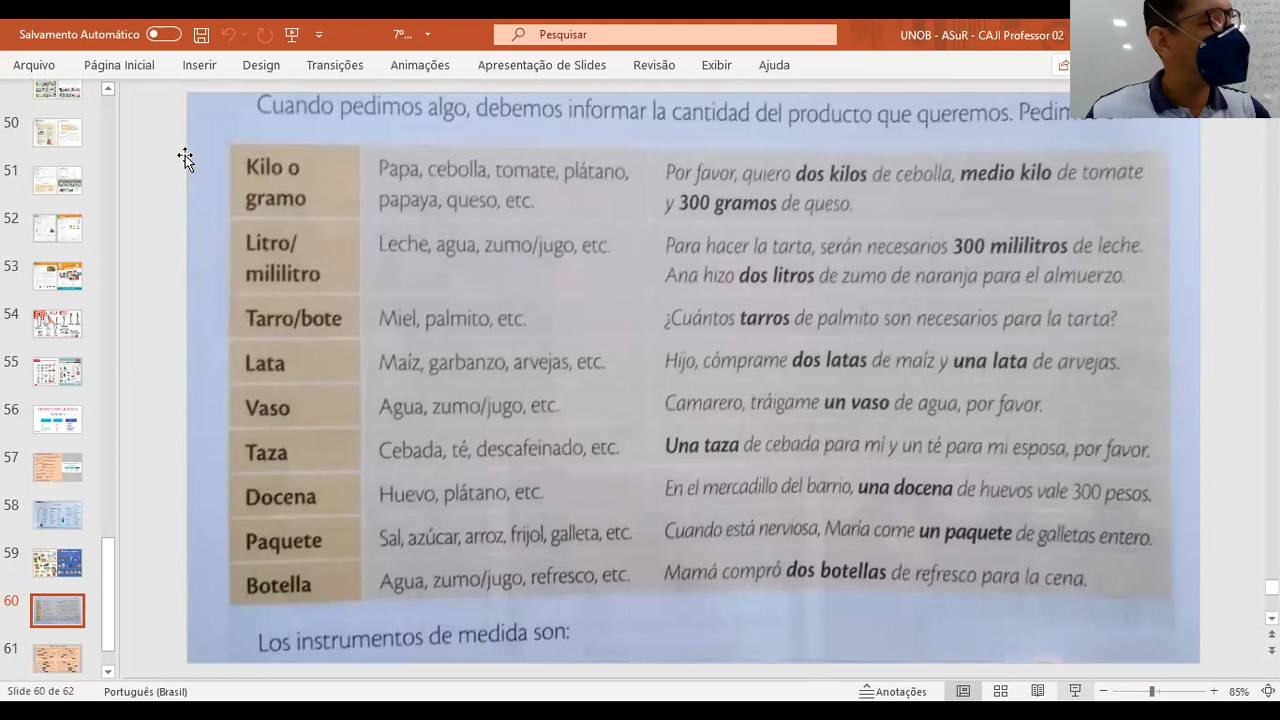 Salvamento Automático
7º...
Pesquisar
UNOB - ASuR - CAJI Professor 02
Arquivo
Página Inicial
Inserir
Design
Transições
Animações
Apresentação de Slides
Revisão
Exibir
Ajuda
50
51
52
53
54
55
56
57
58
59
60
61
Cuando pedimos algo, debemos informar la cantidad del producto que queremos.
Kilo o
gramo
Papa, cebolla, tomate, plátano,
papaya, queso, etc.
Por favor, quiero dos kilos de cebolla, medio kilo de tomate
y 300 gramos de queso.
Litro/
mililitro
Leche, agua, zumo/jugo, etc.
Para hacer la tarta, serán necesarios 300 mililitros de leche.
Ana hizo dos litros de zumo de naranja para el almuerzo.
Tarro/bote
Miel, palmito, etc.
¿Cuántos tarros de palmito son necesarios para la tarta?
Lata
Maíz, garbanzo, arvejas, etc.
Hijo, cómprame dos latas de maíz y una lata de arvejas.
Vaso
Agua, zumo/jugo, etc.
Camarero, tráigame un vaso de agua, por favor.
Taza
Cebada, té, descafeinado, etc.
Una taza de cebada para mí y un té para mi esposa, por favor.
Docena
Huevo, plátano, etc.
En el mercadillo del barrio, una docena de huevos vale 300 pesos.
Paquete
Sal, azúcar, arroz, frijol, galleta, etc.
Cuando está nerviosa, María come un paquete de galletas entero.
Botella
Agua, zumo/jugo, refresco, etc.
Mamá compró dos botellas de refresco para la cena.
Los instrumentos de medida son:
Slide 60 de 62
Português (Brasil)
Anotações
85%